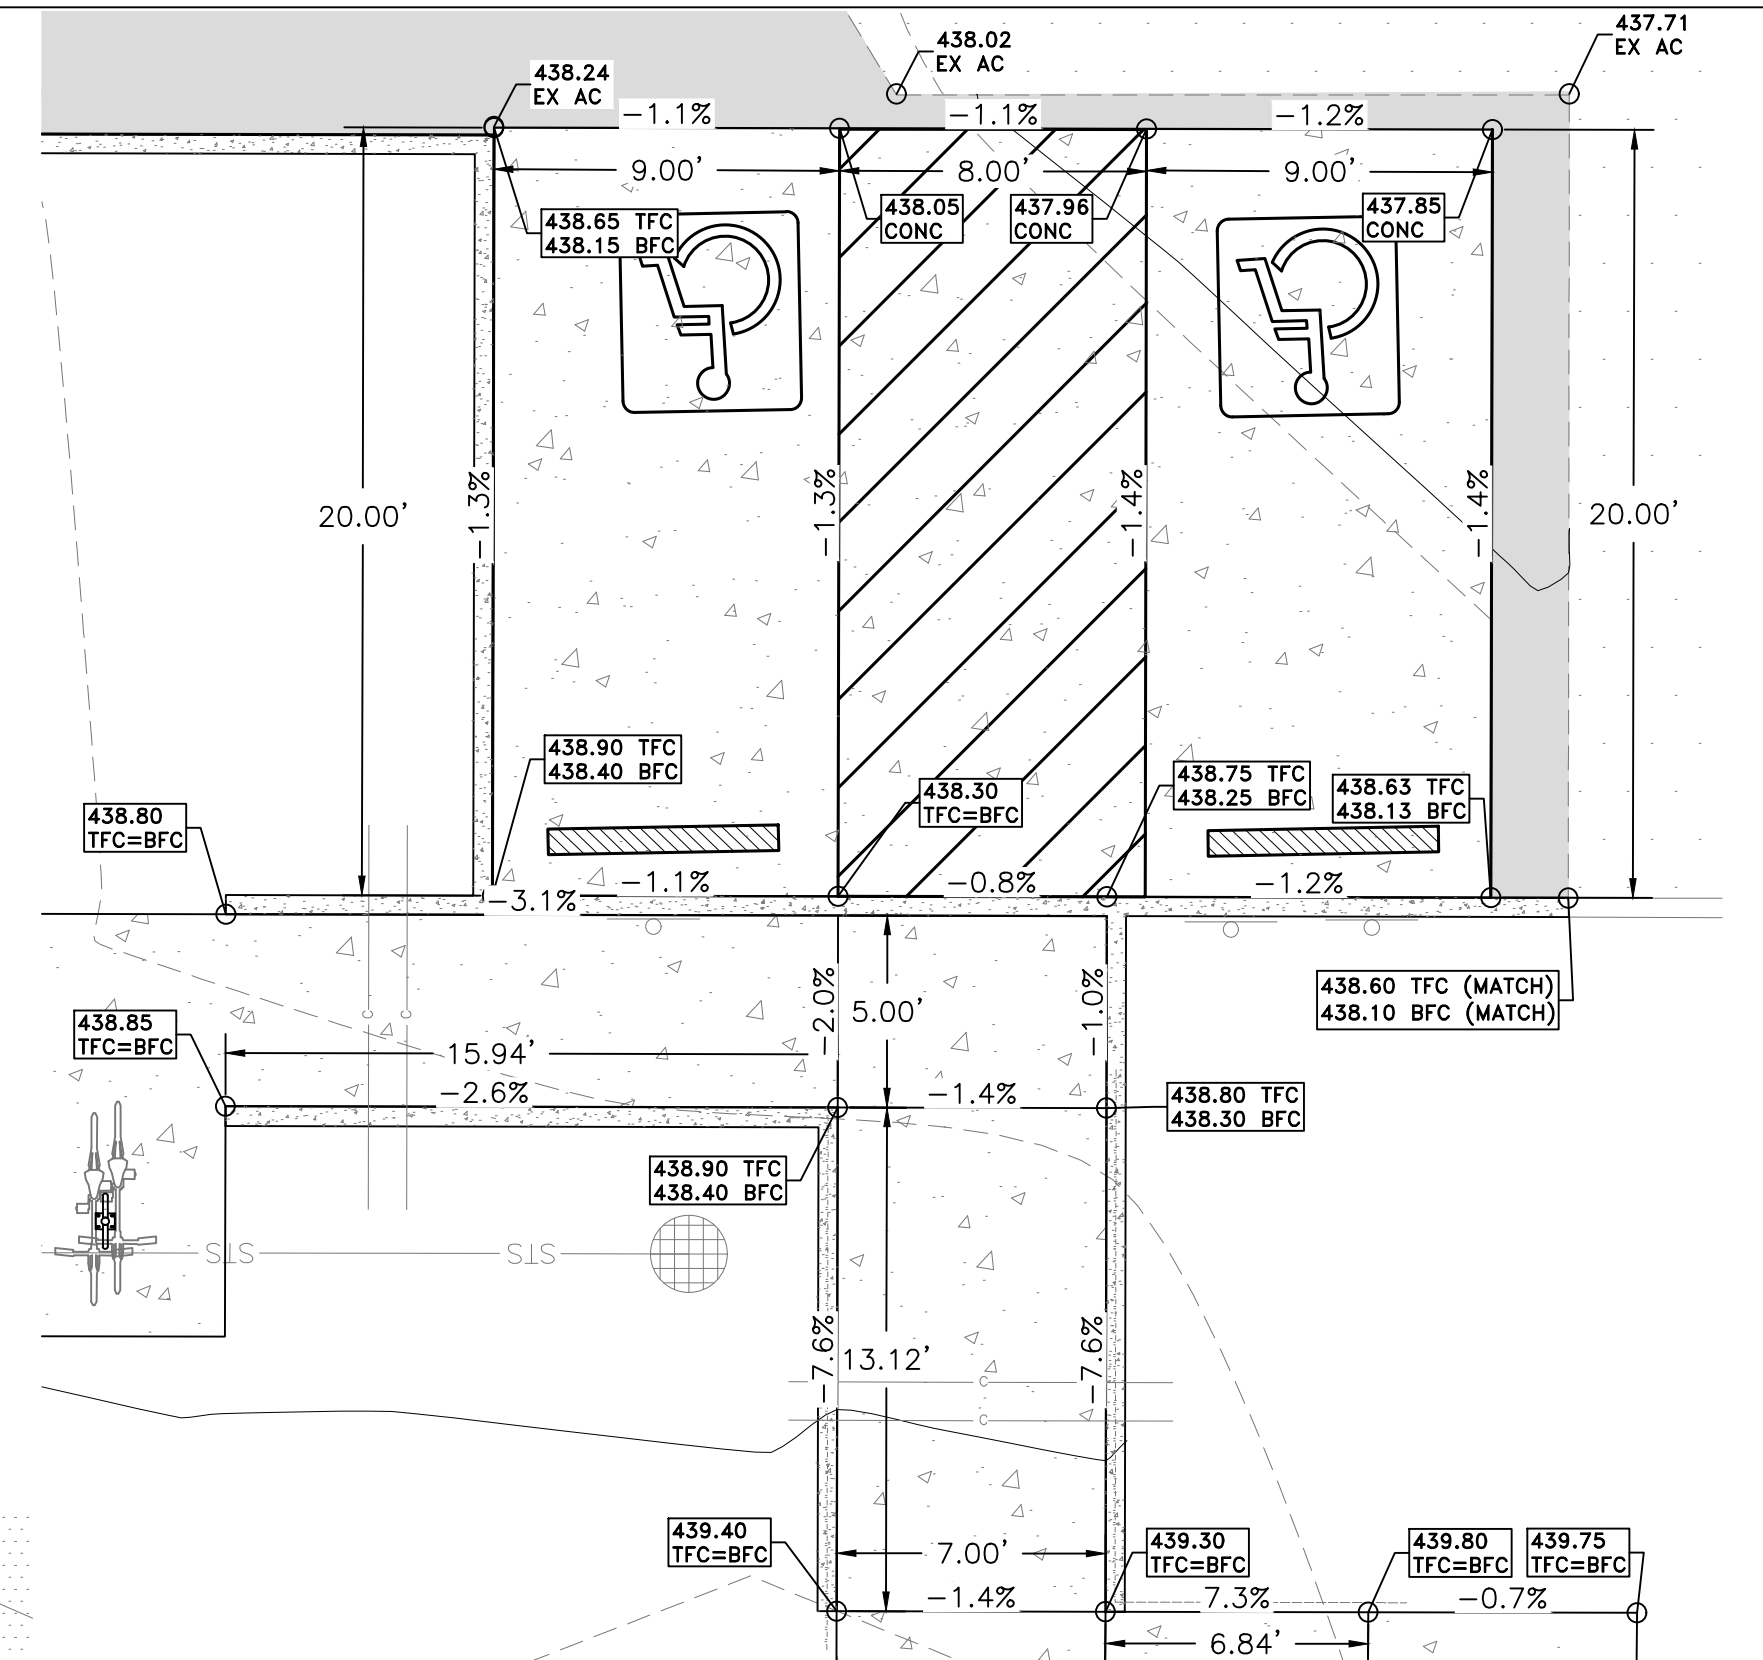 437.71
EX AC
438.02
EX AC
438.24
EX AC
-1.1%
-1.1%
-1.2%
9.00'
8.00'
9.00'
438.65 TFC
438.15 BFC
438.05
CONC
437.96
CONC
437.85
CONC
20.00'
-1.3%
-1.3%
-1.4%
-1.4%
20.00'
438.90 TFC
438.40 BFC
438.80
TFC=BFC
438.30
TFC=BFC
438.75 TFC
438.25 BFC
438.63 TFC
438.13 BFC
-3.1%
-1.1%
-0.8%
-1.2%
-2.0%
5.00'
-1.0%
438.60 TFC (MATCH)
438.10 BFC (MATCH)
438.85
TFC=BFC
C
C
15.94'
-2.6%
-1.4%
438.80 TFC
438.30 BFC
438.90 TFC
438.40 BFC
STS
STS
-7.6%
13.12'
-7.6%
C
C
439.40
TFC=BFC
7.00'
439.30
TFC=BFC
439.80
TFC=BFC
439.75
TFC=BFC
-1.4%
7.3%
-0.7%
6.84'